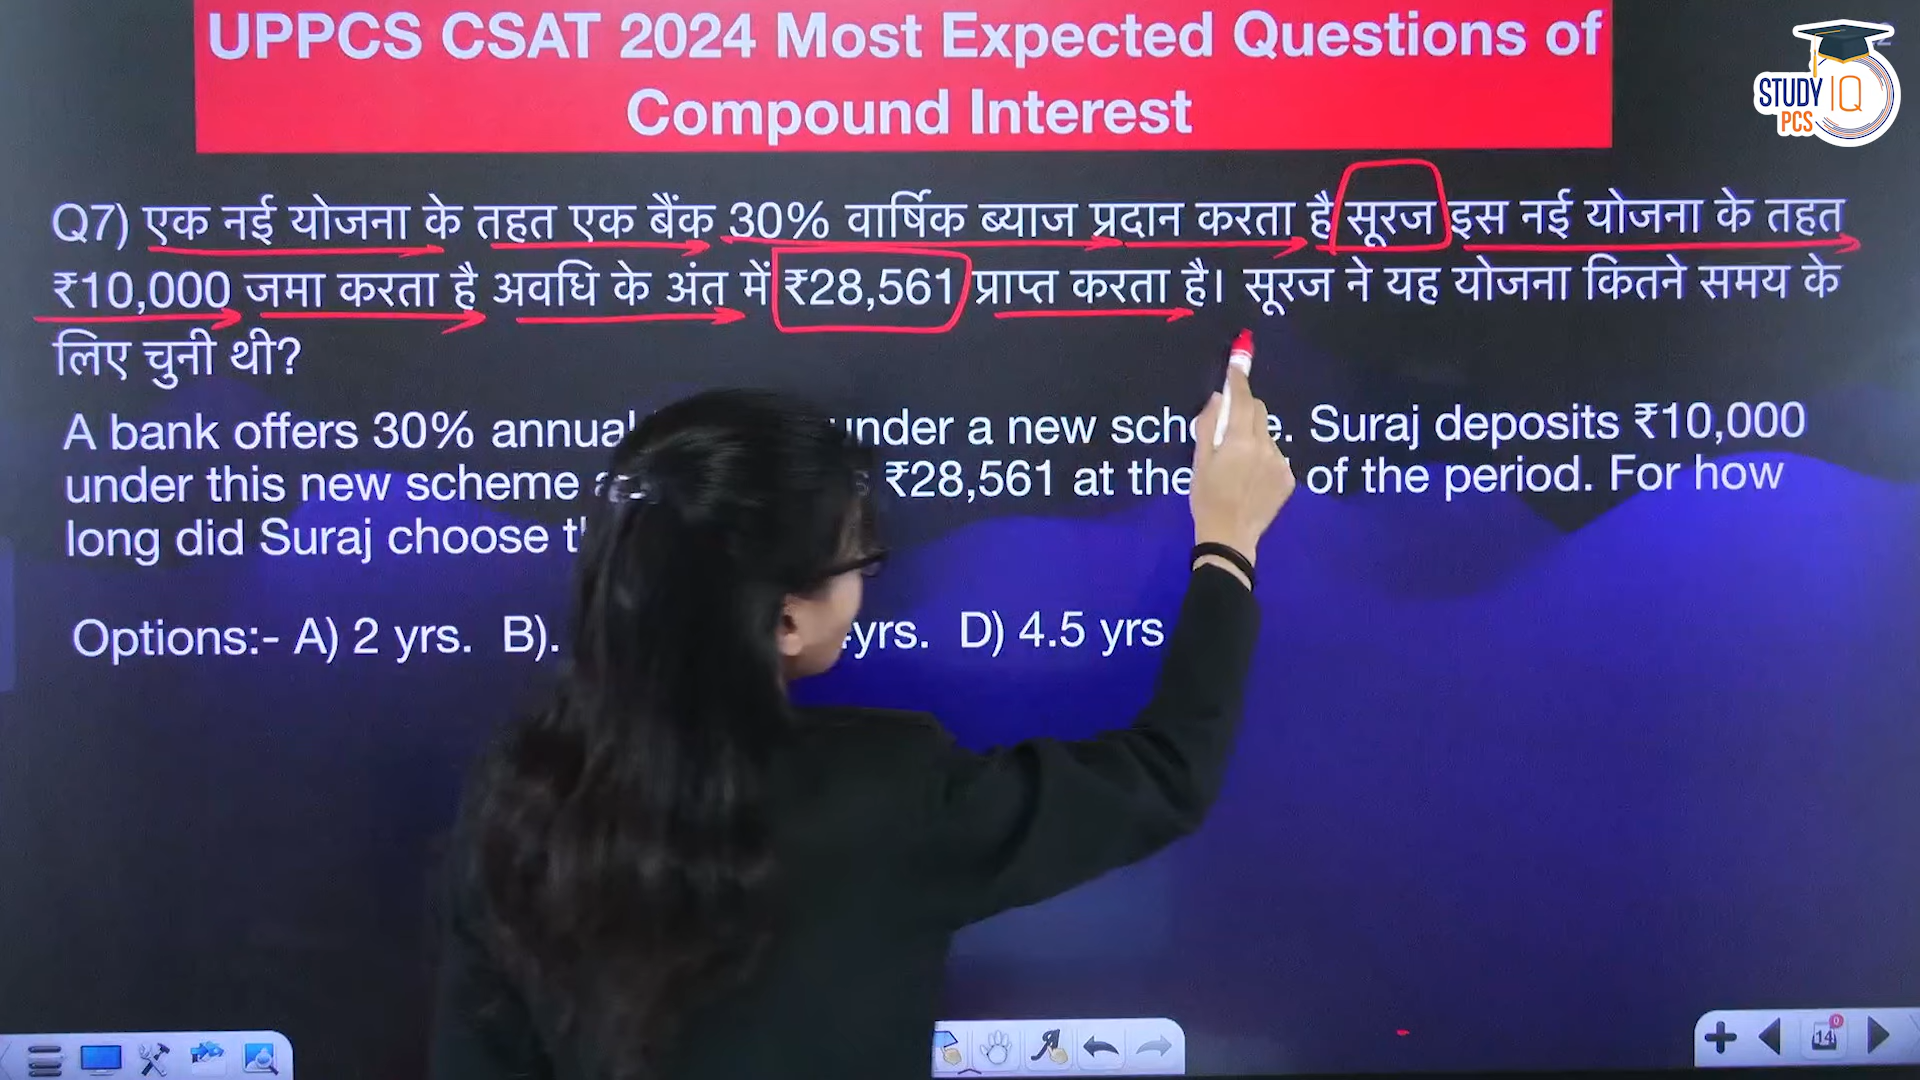 UPPCS CSAT 2024 Most Expected Questions of
Compound Interest
STUDY IQ
PCS
Q7) एक नई योजना के तहत एक बैंक 30% वार्षिक ब्याज प्रदान करता है सूरज इस नई योजना के तहत
₹10,000 जमा करता है अवधि के अंत में ₹28,561 प्राप्त करता है। सूरज ने यह योजना कितने समय के
लिए चुनी थी?
A bank offers 30% annual under a new . Suraj deposits ₹10,000
under this new scheme ₹28,561 at the of the period. For how
long did Suraj choose
Options:- A) 2 yrs. B). yrs. D) 4.5 yrs
14